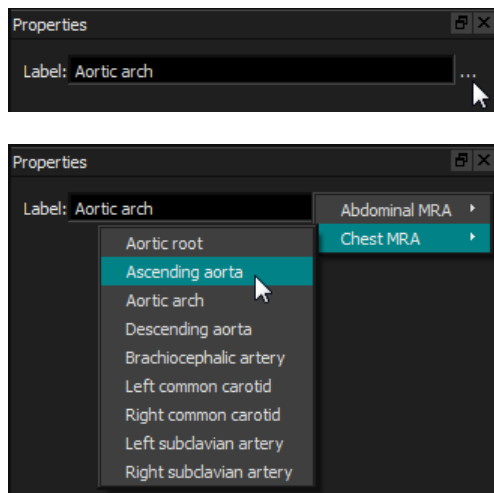 Properties
Label: Aortic arch ...
Properties
Label: Aortic arch
Abdominal MRA
Chest MRA
Aortic root
Ascending aorta
Aortic arch
Descending aorta
Brachiocephalic artery
Left common carotid
Right common carotid
Left subclavian artery
Right subclavian artery